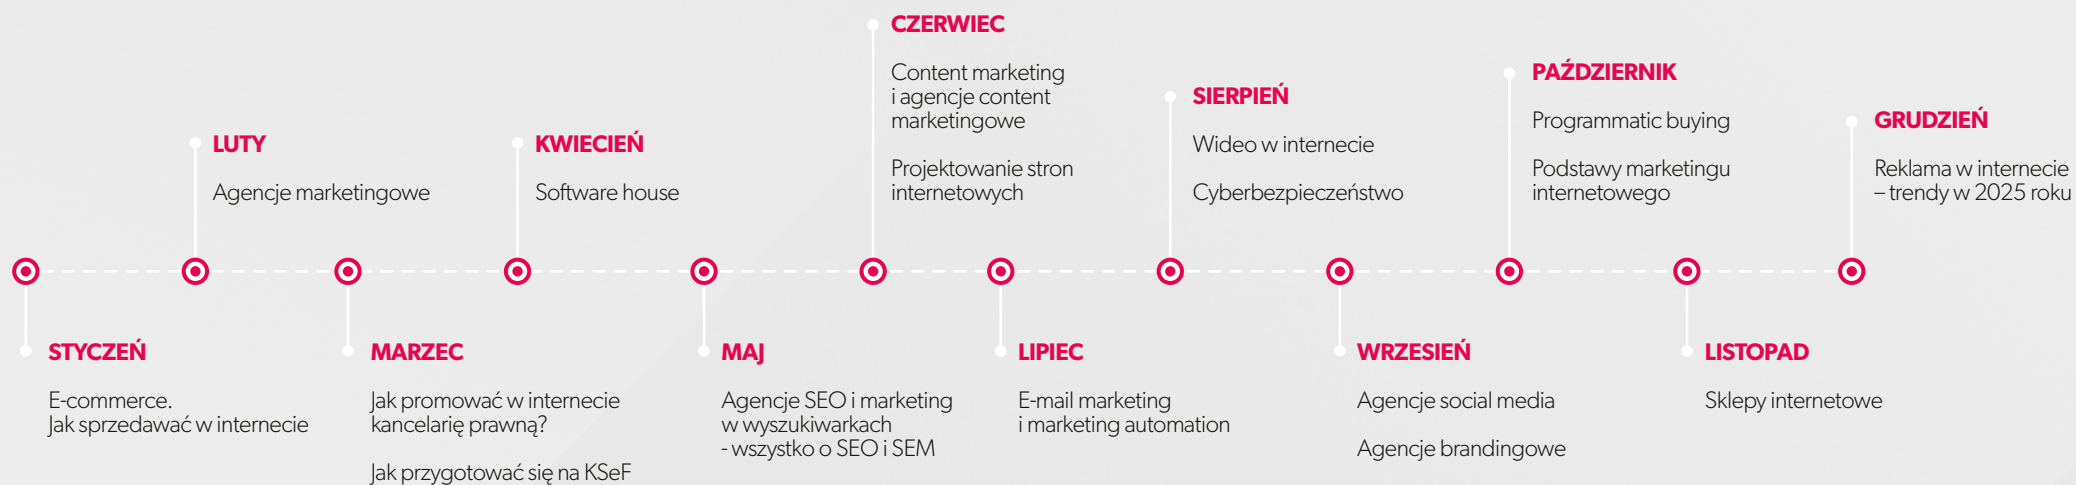 STYCZEŃ
E-commerce.
Jak sprzedawać w internecie
LUTY
Agencje marketingowe
MARZEC
Jak promować w internecie
kancelarię prawną?
Jak przygotować się na KSeF
KWIECIEŃ
Software house
MAJ
Agencje SEO i marketing
w wyszukiwarkach
- wszystko o SEO i SEM
CZERWIEC
Content marketing
i agencje content
marketingowe
Projektowanie stron
internetowych
LIPIEC
E-mail marketing
i marketing automation
SIERPIEŃ
Wideo w internecie
Cyberbezpieczeństwo
WRZESIEŃ
Agencje social media
Agencje brandingowe
PAŹDZIERNIK
Programmatic buying
Podstawy marketingu
internetowego
LISTOPAD
Sklepy internetowe
GRUDZIEŃ
Reklama w internecie
– trendy w 2025 roku